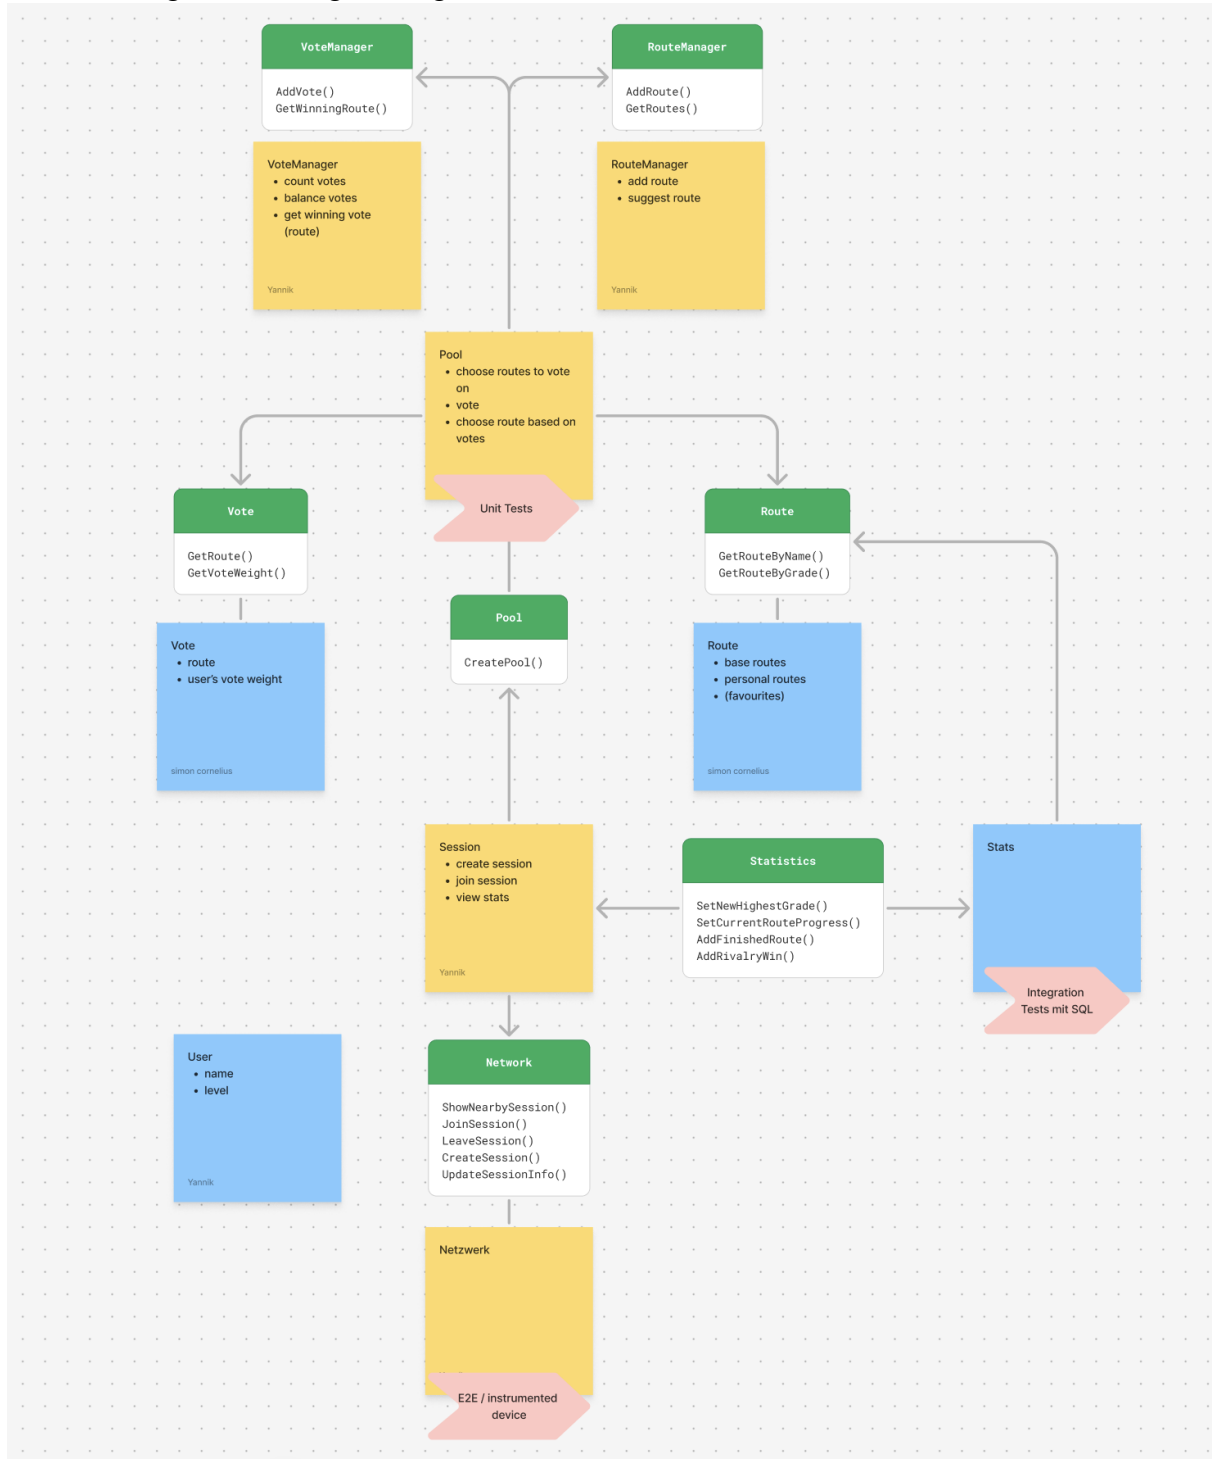 VoteManager
AddVote()
GetWinningRoute()
RouteManager
AddRoute()
GetRoutes()
VoteManager
• count votes
• balance votes
• get winning vote
(route)
Yannik
RouteManager
• add route
• suggest route
Yannik
Pool
• choose routes to vote
on
• vote
• choose route based on
votes
Unit Tests
Vote
GetRoute()
GetVoteWeight()
Route
GetRouteByName()
GetRouteByGrade()
Pool
CreatePool()
Vote
• route
• user's vote weight
simon cornelius
Route
• base routes
• personal routes
• (favourites)
simon cornelius
Session
• create session
• join session
• view stats
Yannik
Statistics
SetNewHighestGrade()
SetCurrentRouteProgress()
AddFinishedRoute()
AddRivalryWin()
Stats
Integration
Tests mit SQL
User
• name
• level
Yannik
Network
ShowNearbySession()
JoinSession()
LeaveSession()
CreateSession()
UpdateSessionInfo()
Netzwerk
E2E / instrumented
device